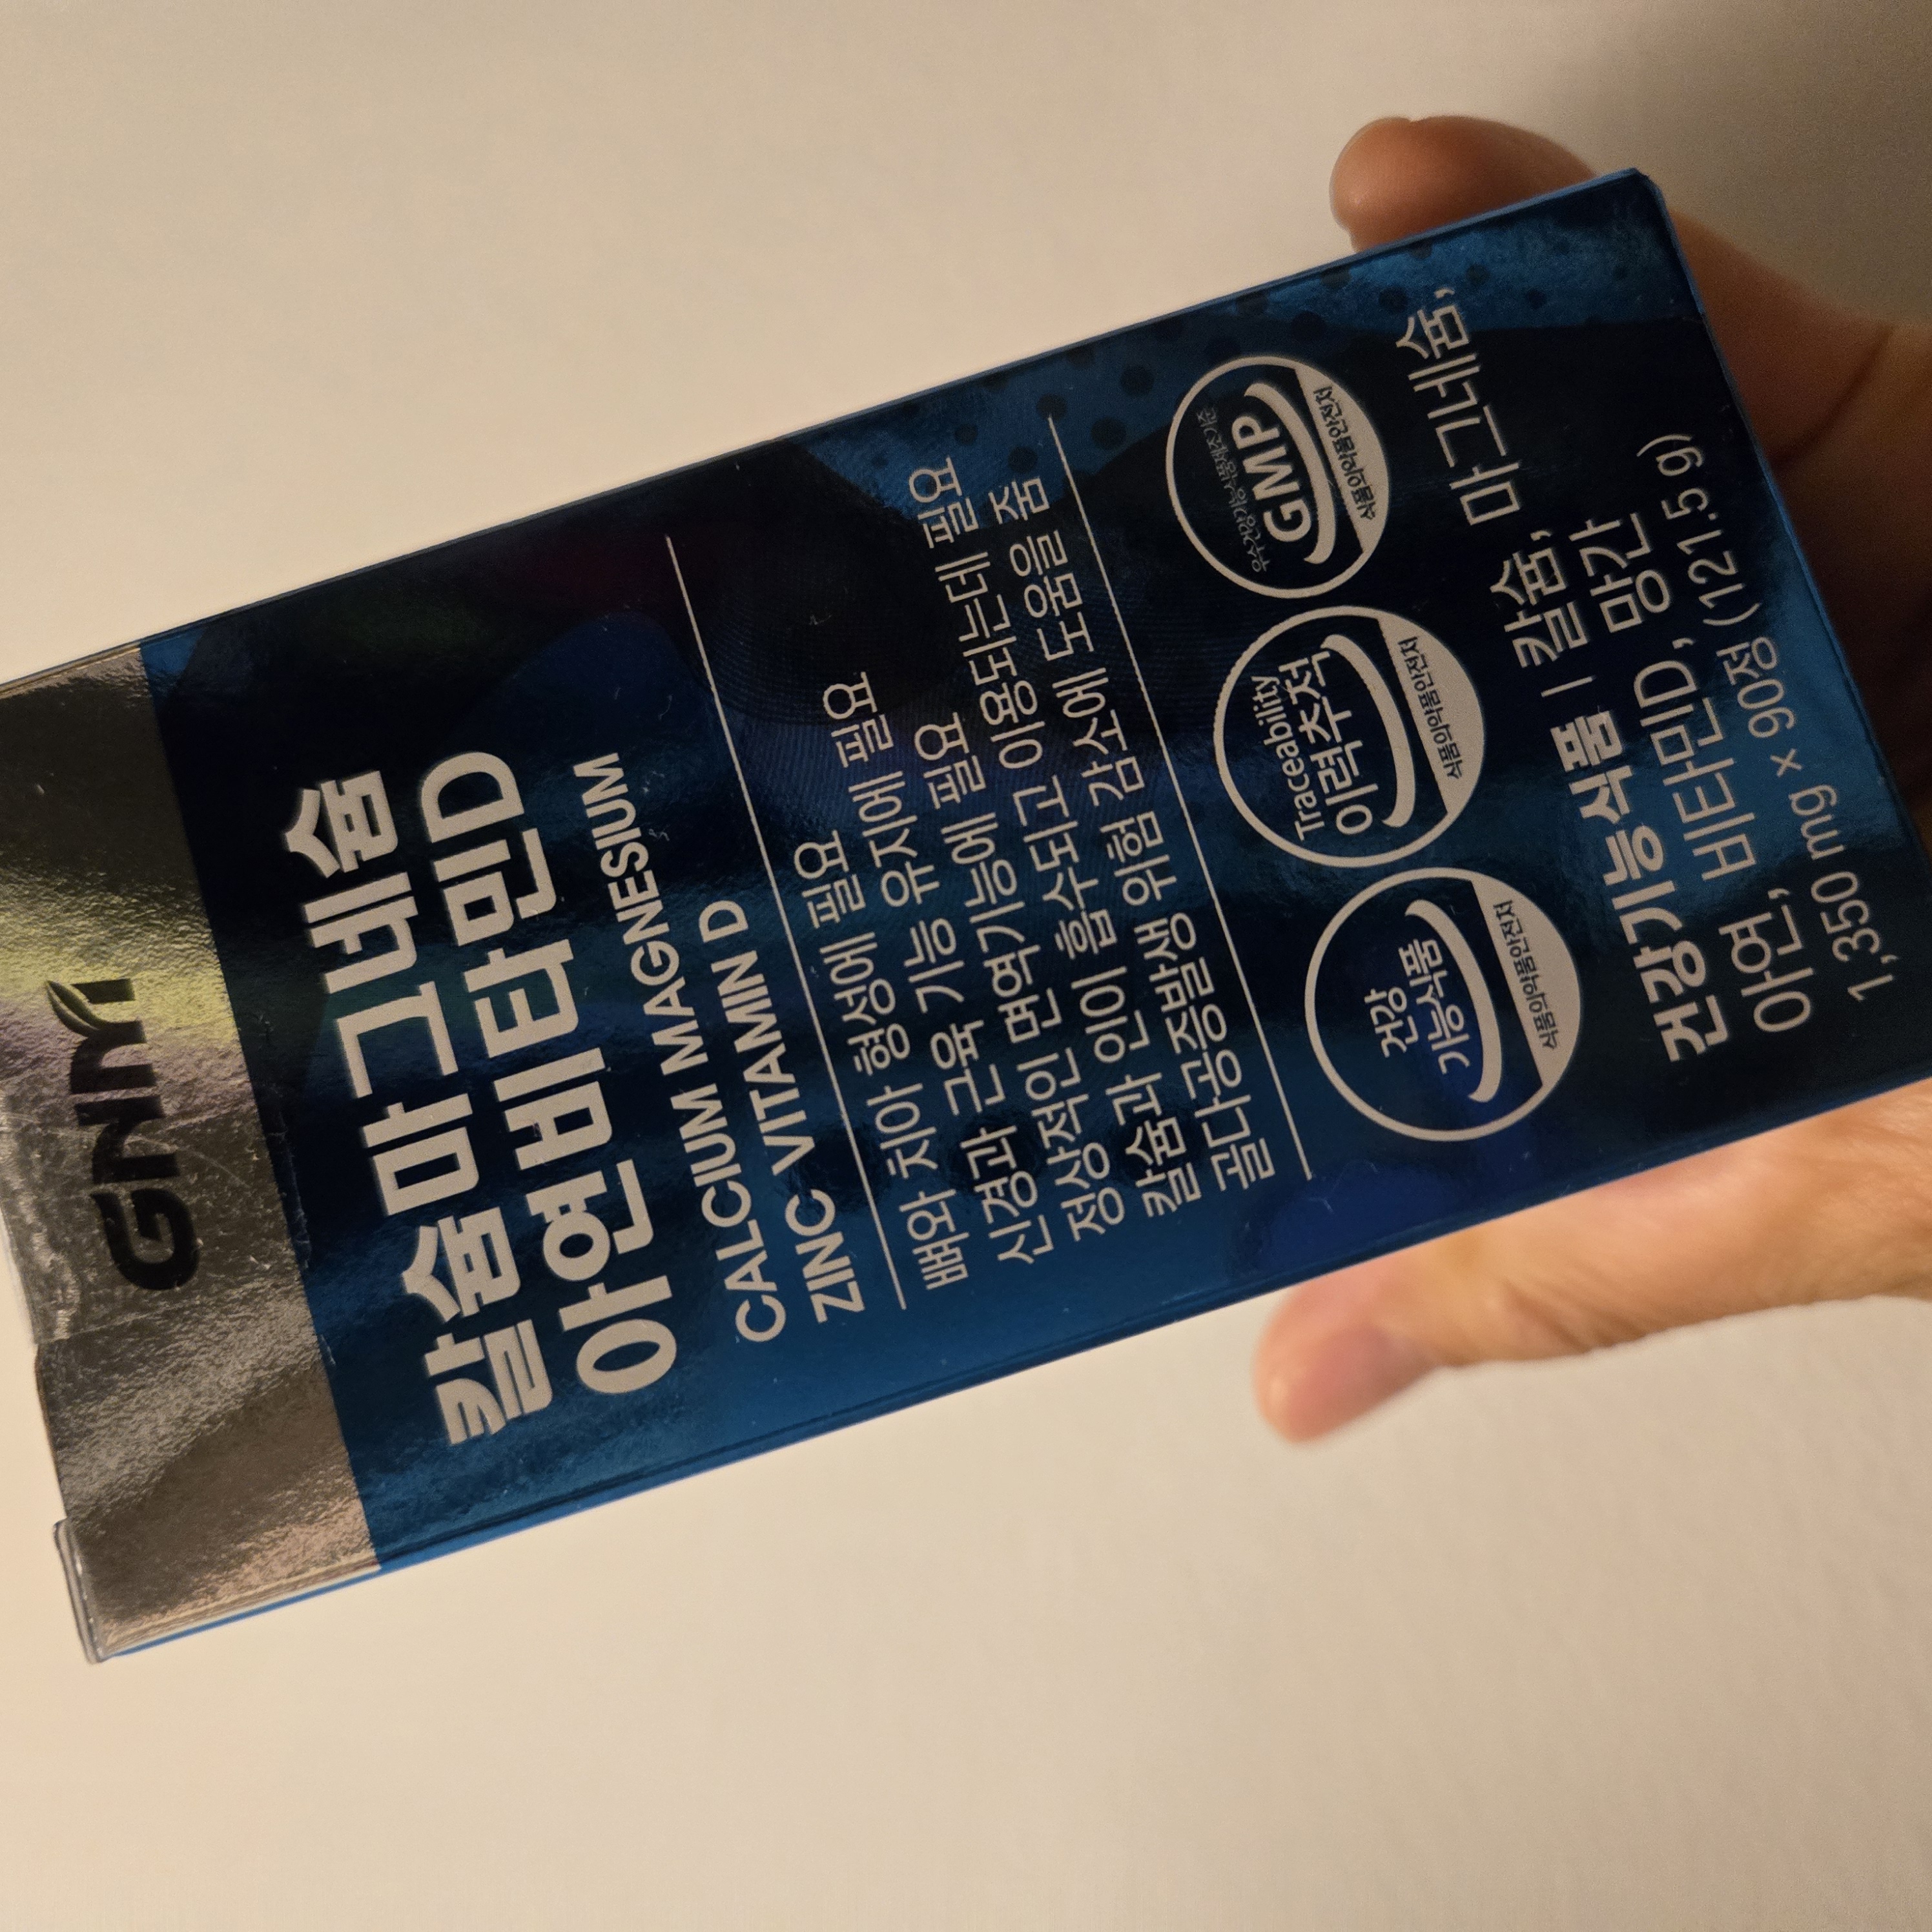 GNM
칼슘마그네슘
아연비타민D
CALCIUM MAGNESIUM
ZINC VITAMIN D
뼈와 치아 형성에 필요
신경과 근육 기능 유지에 필요
정상적인 면역기능에 필요
칼슘과 인이 흡수되고 이용되는데 필요
골다공증발생 위험 감소에 도움을 줌
건강
기능식품
식품의약품안전처
Traceability
이력추적
식품의약품안전처
우수건강기능식품제조기준
GMP
식품의약품안전처
건강기능식품 | 칼슘, 마그네슘,
아연, 비타민D, 망간
1,350 mg × 90정 (121.5 g)